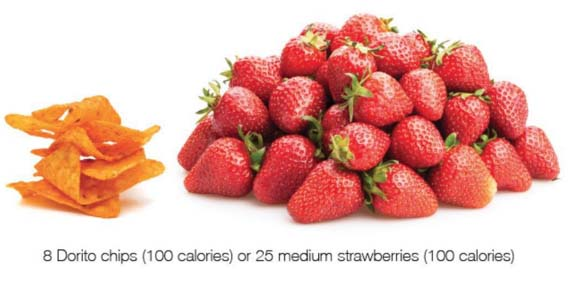 8 Dorito chips (100 calories) or 25 medium strawberries (100 calories)